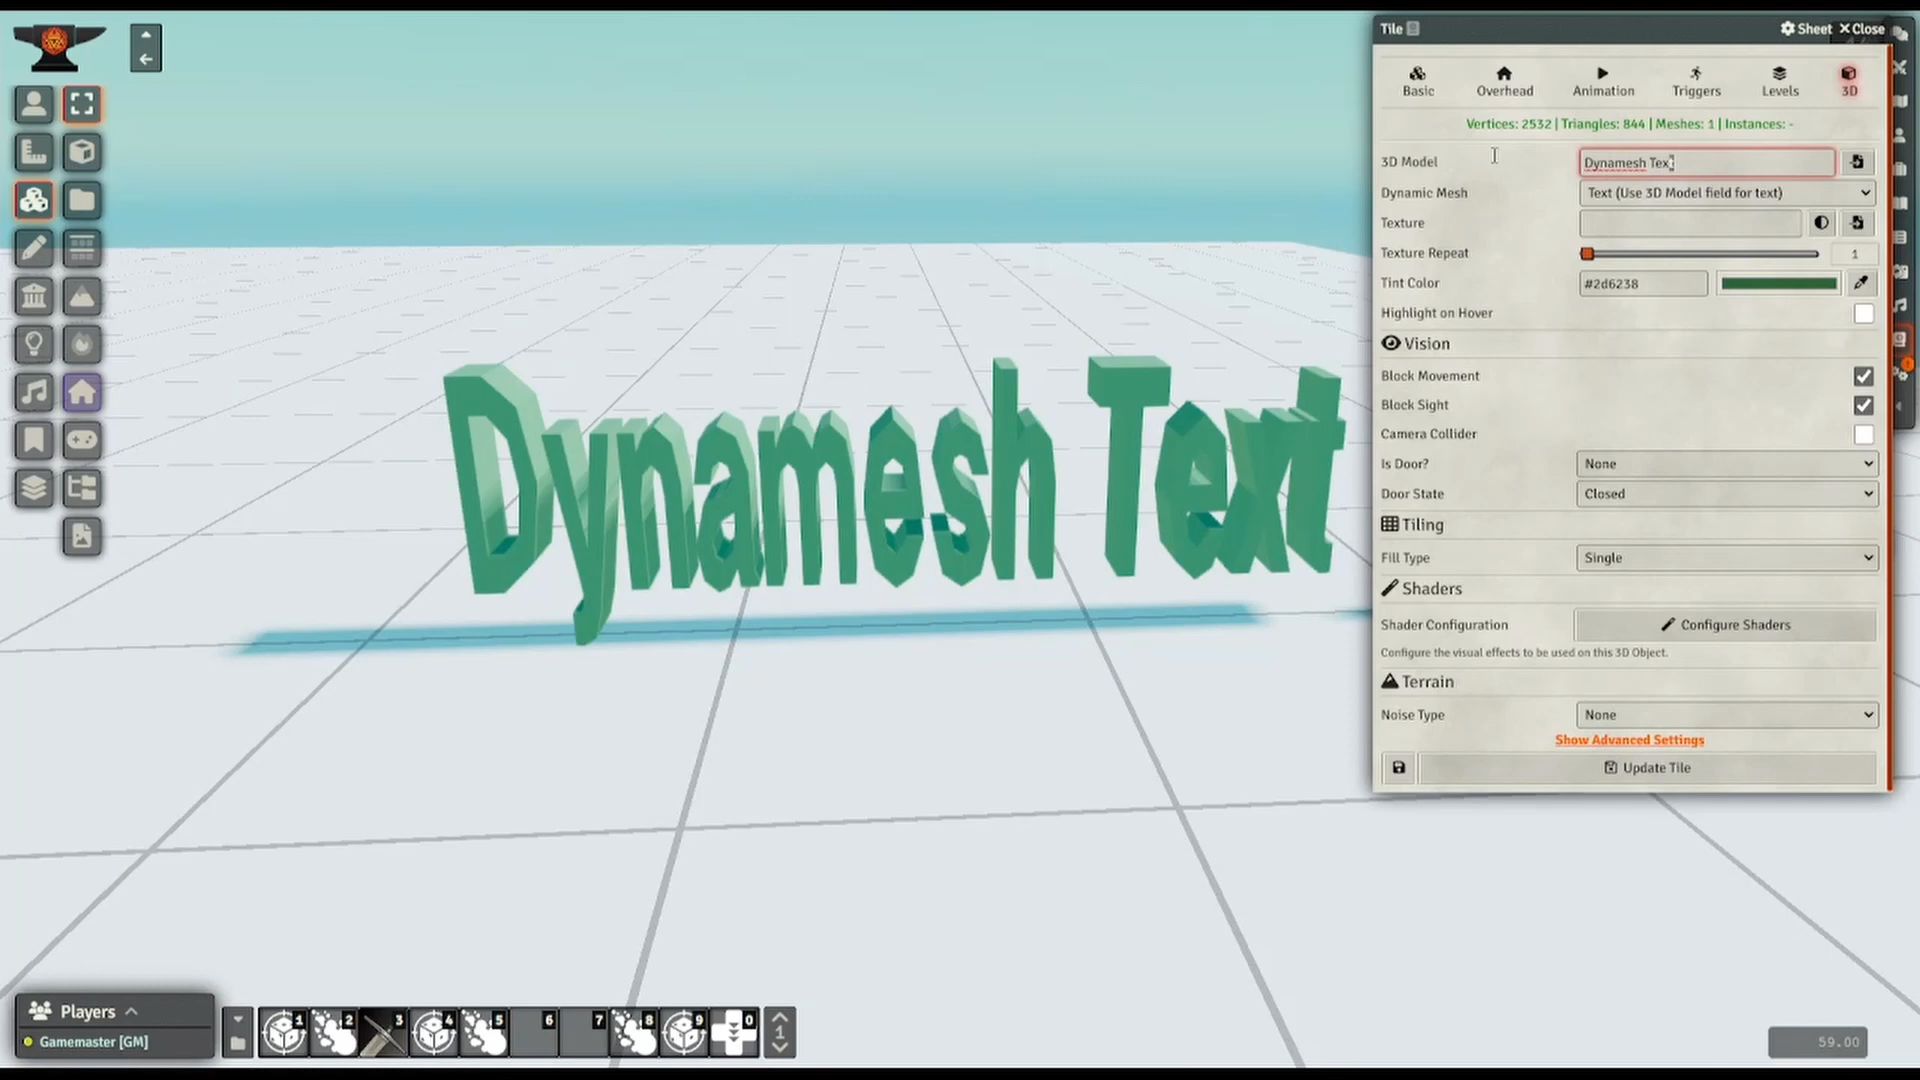 Tile Sheet Close
Basic Overhead Animation Triggers Levels 3D
Vertices: 2532 | Triangles: 844 | Meshes: 1 | Instances: -
3D Model Dynamesh Text
Dynamic Mesh Text (Use 3D Model field for text)
Texture
Texture Repeat 1
Tint Color #2d6238
Highlight on Hover
Vision
Block Movement
Block Sight
Camera Collider
Is Door? None
Door State Closed
Tiling
Fill Type Single
Shaders
Shader Configuration Configure Shaders
Configure the visual effects to be used on this 3D Object.
Terrain
Noise Type None
Show Advanced Settings
Update Tile
Dynamesh Text
Players
Gamemaster [GM]
1 2 3 4 5 6 7 8 9 0 1
59.00